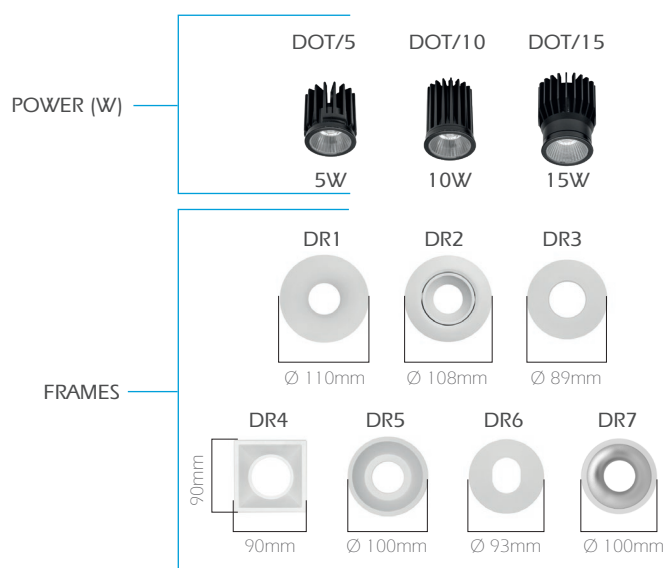 DOT/5 DOT/10 DOT/15
POWER (W)
5W 10W 15W
DR1 DR2 DR3
Ø 110mm Ø 108mm Ø 89mm
FRAMES
DR4 DR5 DR6 DR7
90mm
90mm Ø 100mm Ø 93mm Ø 100mm